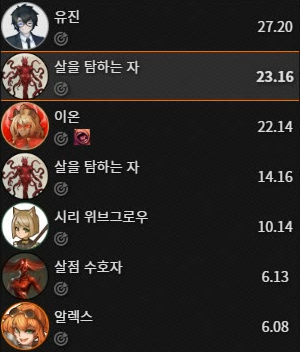 유진
27.20
살을 탐하는 자
23.16
이온
22.14
살을 탐하는 자
14.16
시리 위브그로우
10.14
살점 수호자
6.13
알렉스
6.08